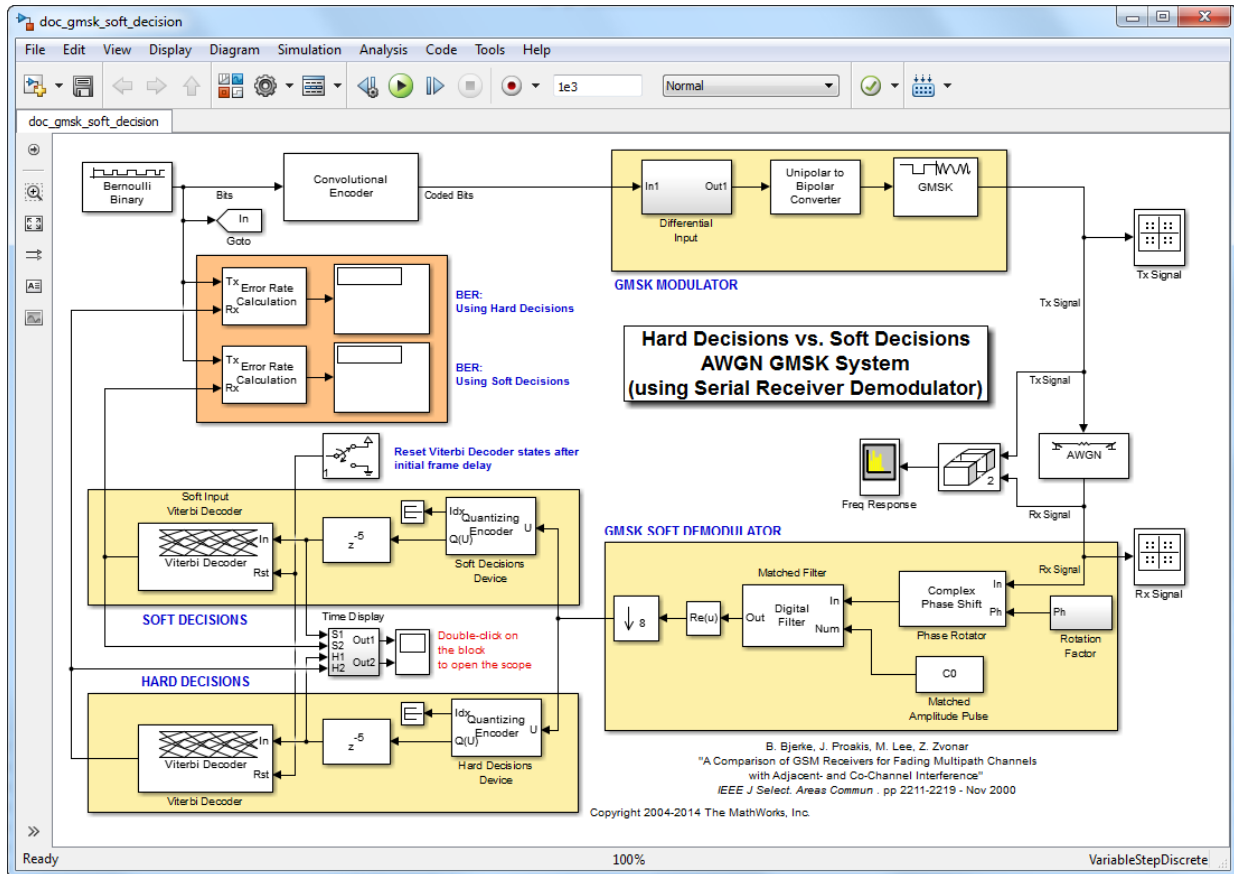 doc_gmsk_soft_decision
File Edit View Display Diagram Simulation Analysis Code Tools Help
1e3
Normal
doc_gmsk_soft_decision
Bernoulli
Binary
Bits
In
Goto
Convolutional
Encoder
Coded Bits
In1
Out1
Differential
Input
Unipolar to
Bipolar
Converter
GMSK
GMSK MODULATOR
Tx Signal
Tx Signal
Tx
Rx
Error Rate
Calculation
BER:
Using Hard Decisions
Tx
Rx
Error Rate
Calculation
BER:
Using Soft Decisions
Hard Decisions vs. Soft Decisions
AWGN GMSK System
(using Serial Receiver Demodulator)
Tx Signal
AWGN
2
Freq Response
Rx Signal
Rx Signal
Rx Signal
1
2
Reset Viterbi Decoder states after
initial frame delay
Soft Input
Viterbi Decoder
Viterbi Decoder
In
Rst
z-5
Idx
Q(U)
Quantizing
Encoder
U
Soft Decisions
Device
SOFT DECISIONS
Time Display
S1
S2
H1
H2
Out1
Out2
Double-click on
the block
to open the scope
HARD DECISIONS
Viterbi Decoder
In
Rst
Viterbi Decoder
z-5
Idx
Q(U)
Quantizing
Encoder
U
Hard Decisions
Device
GMSK SOFT DEMODULATOR
8
Re(u)
Matched Filter
Out
Digital
Filter
In
Num
Complex
Phase Shift
In
Ph
Phase Rotator
Ph
Rotation
Factor
C0
Matched
Amplitude Pulse
B. Bjerke, J. Proakis, M. Lee, Z. Zvonar
"A Comparison of GSM Receivers for Fading Multipath Channels
with Adjacent- and Co-Channel Interference"
IEEE J Select. Areas Commun . pp 2211-2219 - Nov 2000
Copyright 2004-2014 The MathWorks, Inc.
Ready
100%
VariableStepDiscrete